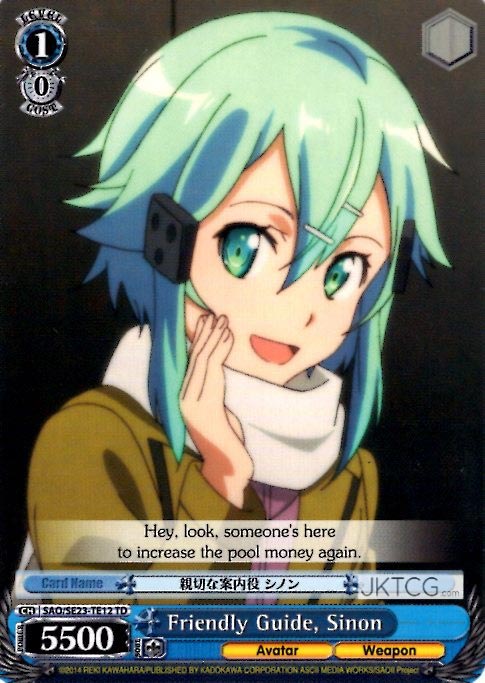 LEVEL
1
0
COST
Hey, look, someone's here
to increase the pool money again.
Card Name 親切な案内役 シノン
JKTCG.com
CH SAO/SE23-TE12 TD
POWER 5500 SOUL
Friendly Guide, Sinon
Avatar Weapon
©2014 REKI KAWAHARA/PUBLISHED BY KADOKAWA CORPORATION ASCII MEDIA WORKS/SAOII Project